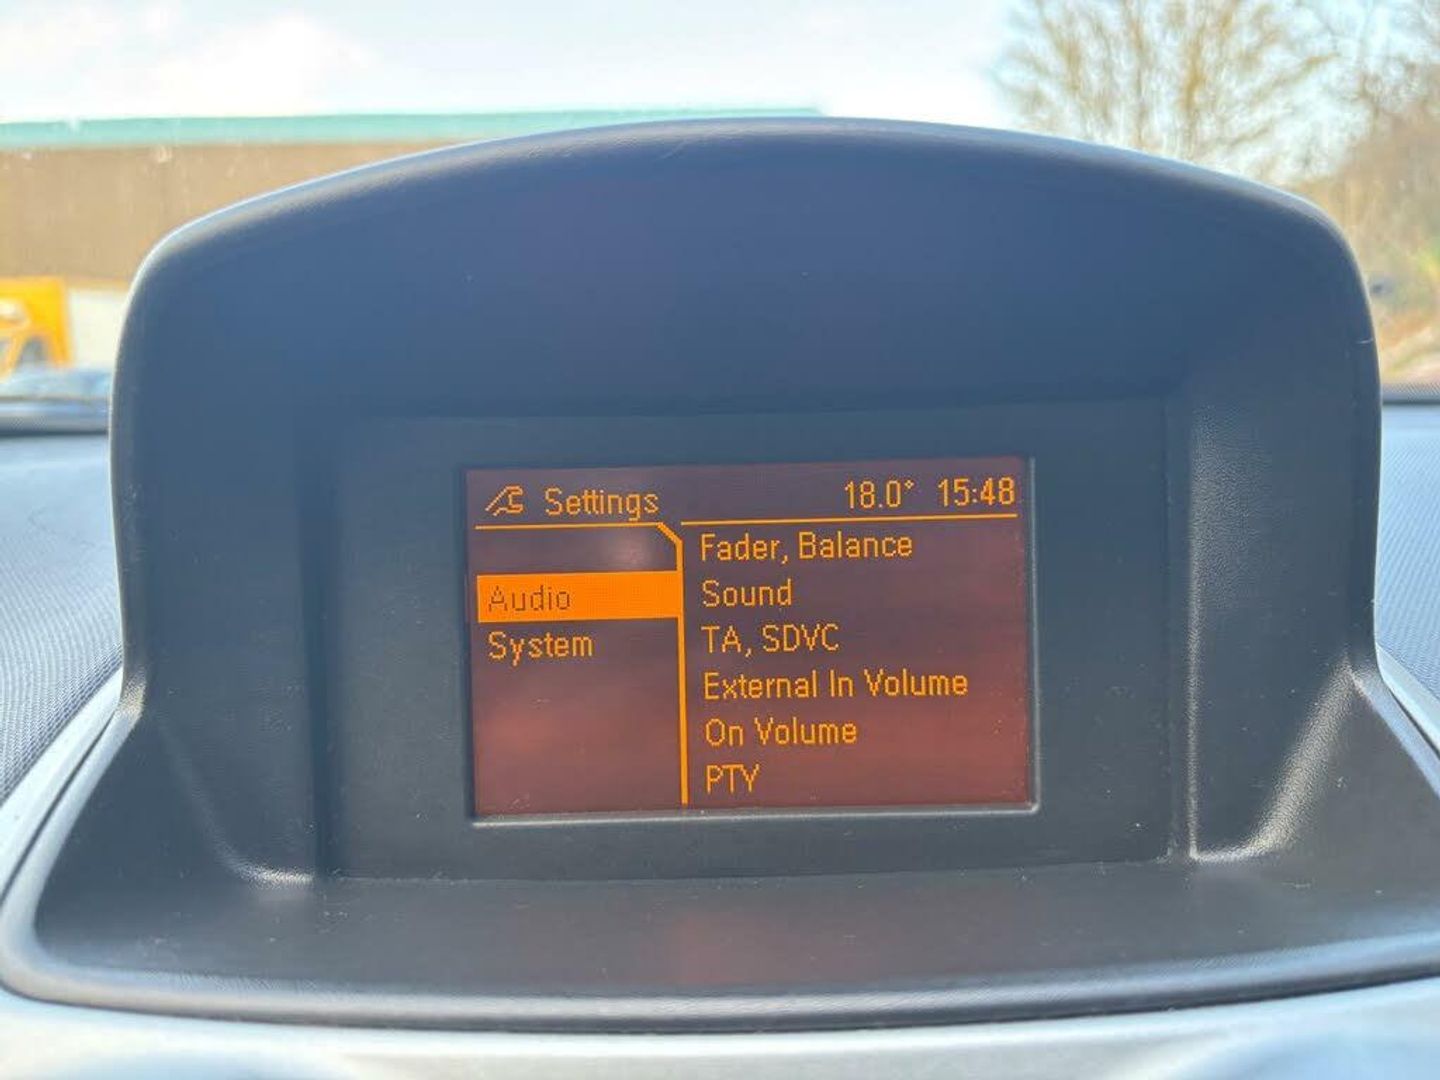 Settings 18.0° 15:48
Audio
System
Fader, Balance
Sound
TA, SDVC
External In Volume
On Volume
PTY